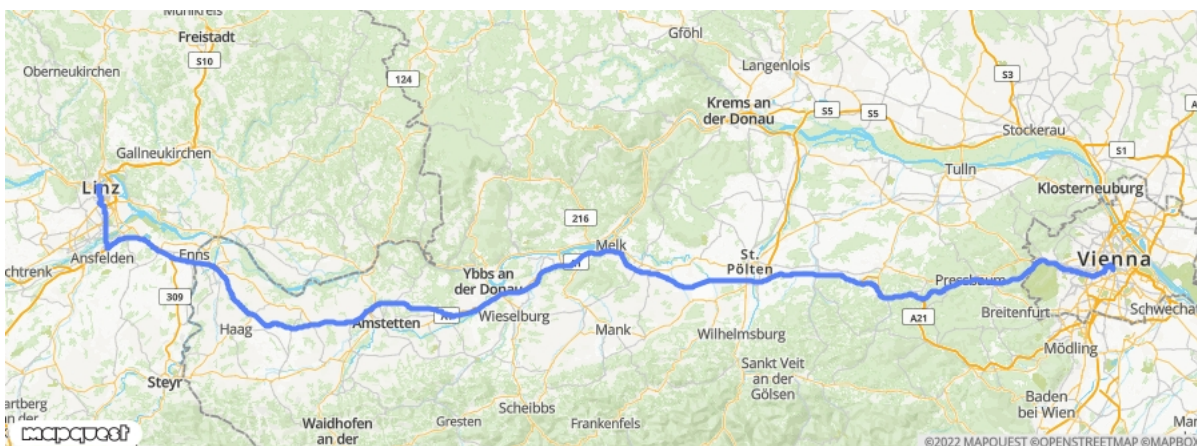 Freistadt
Gföhl
S10
Oberneukirchen
Langenlois
S3
124
Krems an
der Donau
S5
S5
Stockerau
S1
Gallneukirchen
Tulln
Linz
Klosterneuburg
216
Melk
Vienna
Ansfelden
Enns
St.
Pölten
Ybbs an
der Donau
Pressbaum
309
Schwecha
Breitenfurt
Haag
Amstetten
Wieselburg
A21
Mank
Wilhelmsburg
Mödling
Steyr
Sankt Veit
an der
Gölsen
Baden
bei Wien
Scheibbs
Waidhofen
an der
Gresten
Frankenfels
mapquest
©2022 MAPQUEST ©OPENSTREETMAP ©MAPB